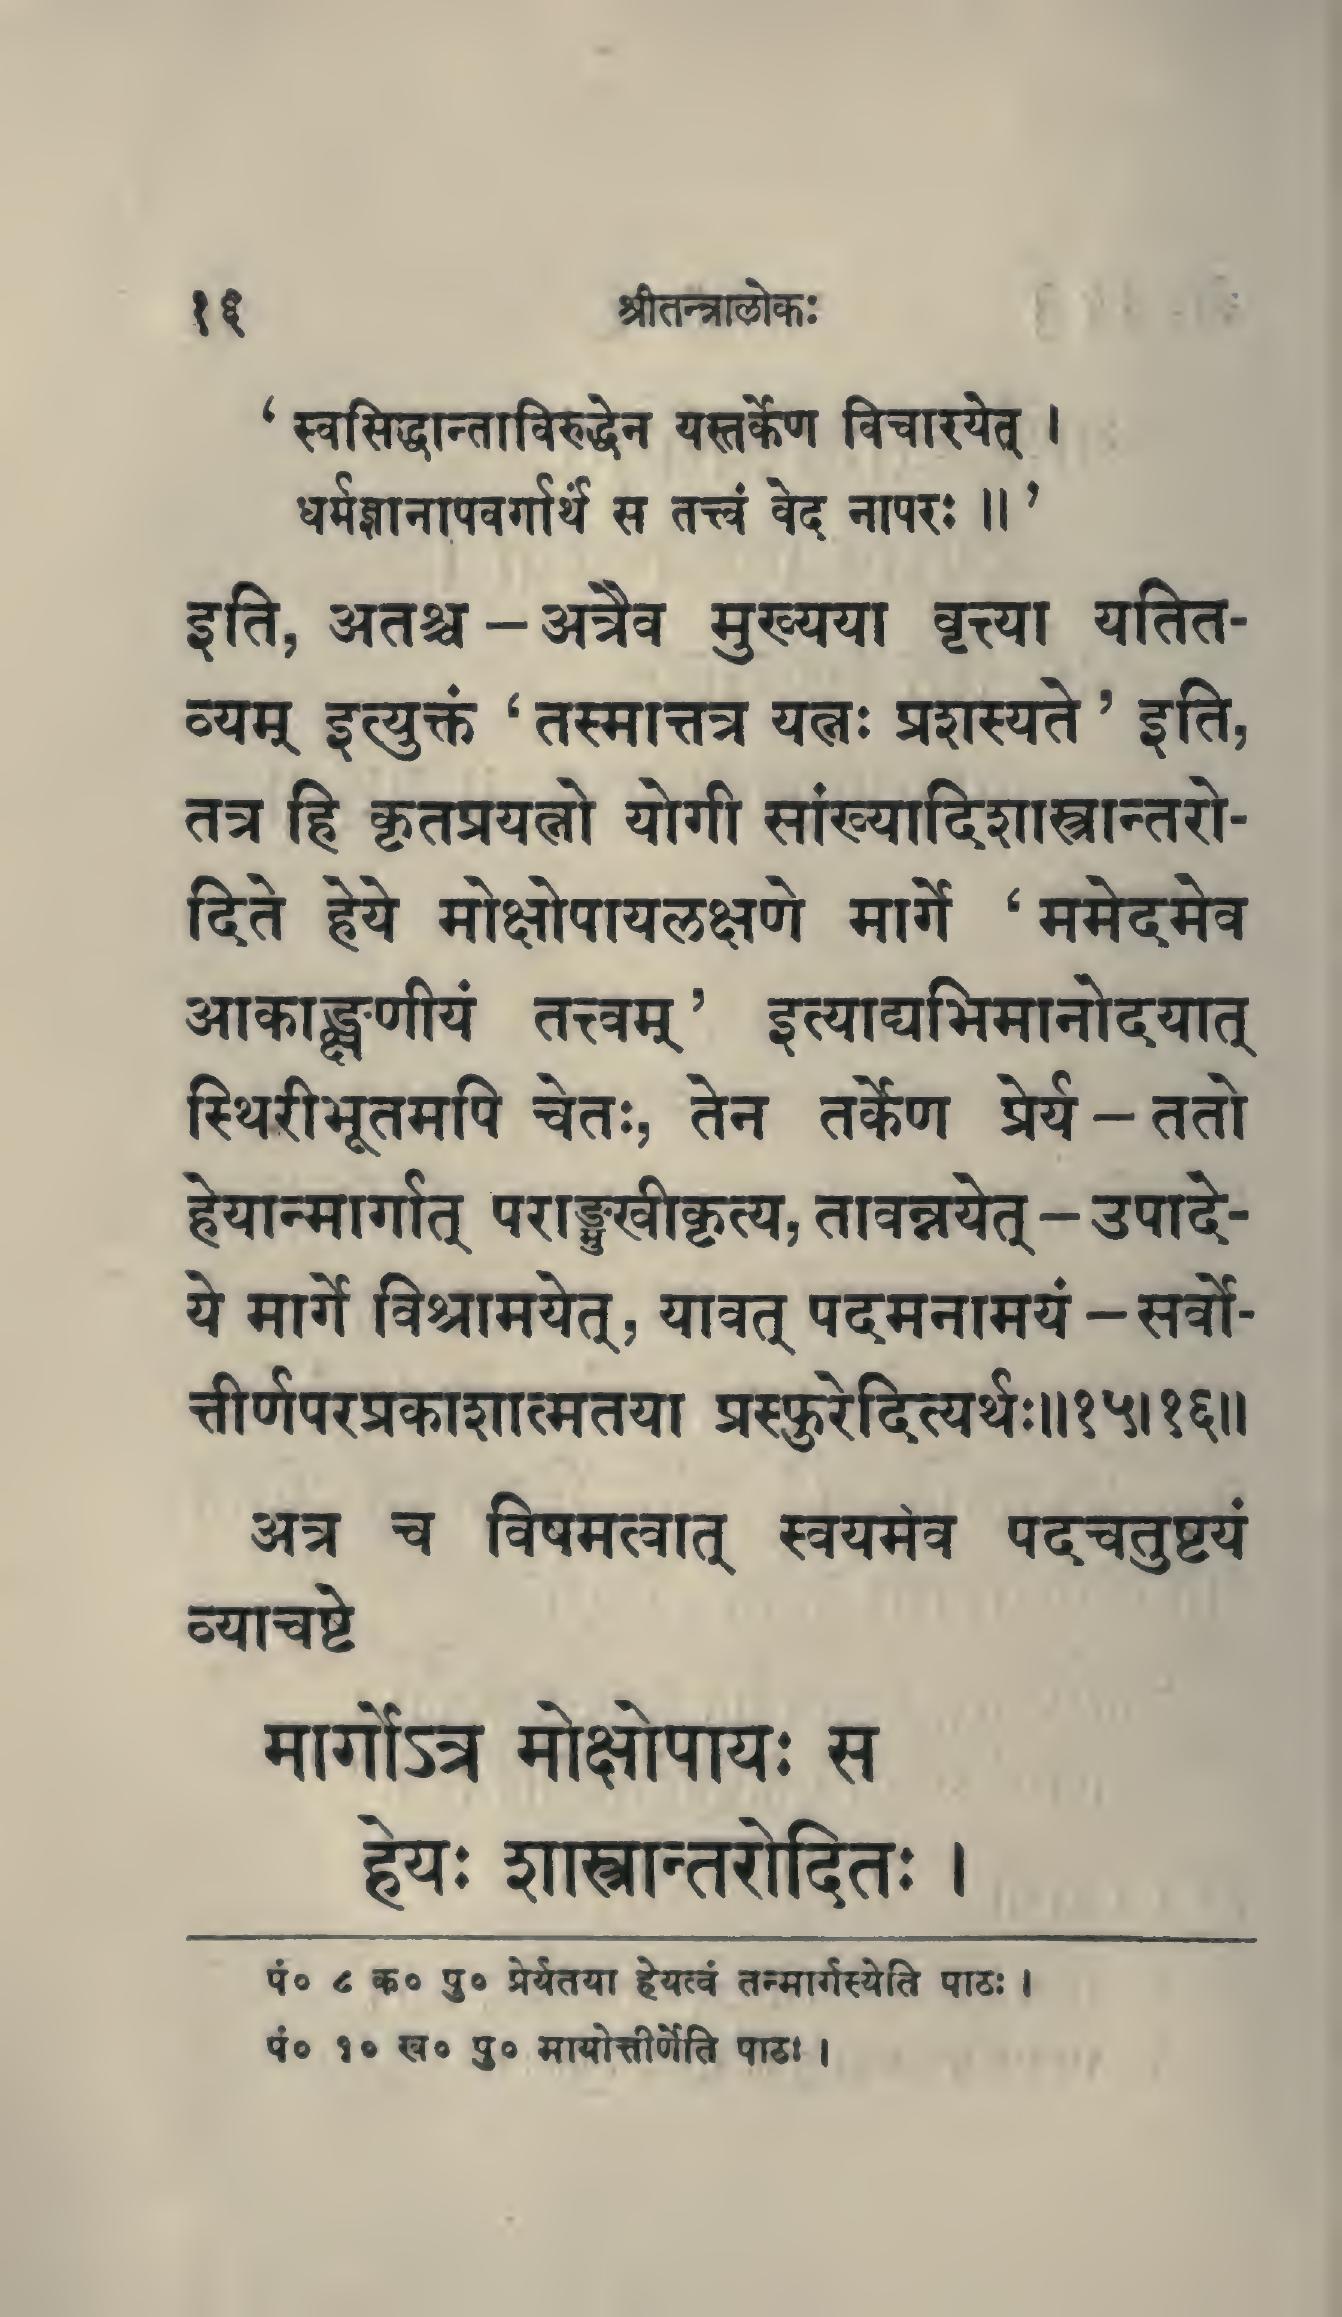 १६ श्रीतन्त्रालोकः
‘ स्वसिद्धान्ताविरुद्धेन यस्तर्केण विचारयेत् ।
धर्मज्ञानापवर्गार्थं स तत्त्वं वेद नापरः ॥ ’
इति, अतश्च – अत्रैव मुख्यया वृत्त्या यतित-
व्यम् इत्युक्तं ‘ तस्मात्तत्र यत्नः प्रशस्यते ’ इति,
तत्र हि कृतप्रयत्नो योगी सांख्यादिशास्त्रान्तरो-
दिते हेये मोक्षोपायलक्षणे मार्गे ‘ ममेदमेव
आकाङ्क्षणीयं तत्त्वम् ’ इत्याद्यभिमानोदयात्
स्थिरीभूतमपि चेतः, तेन तर्केण प्रेर्य – ततो
हेयान्मार्गात् पराङ्मुखीकृत्य, तावन्नयेत् – उपादे-
ये मार्गे विश्रामयेत्, यावत् पदमनामयं – सर्वो-
त्तीर्णपरप्रकाशात्मतया प्रस्फुरेदित्यर्थः॥१५।१६॥
अत्र च विषमत्वात् स्वयमेव पदचतुष्टयं
व्याचष्टे
मार्गोऽत्र मोक्षोपायः स
हेयः शास्त्रान्तरोदितः ।
पं० ८ क० पु० प्रेर्यतया हेयत्वं तन्मार्गस्येति पाठः ।
पं० १० ख० पु० मायोत्तीर्णेति पाठः ।